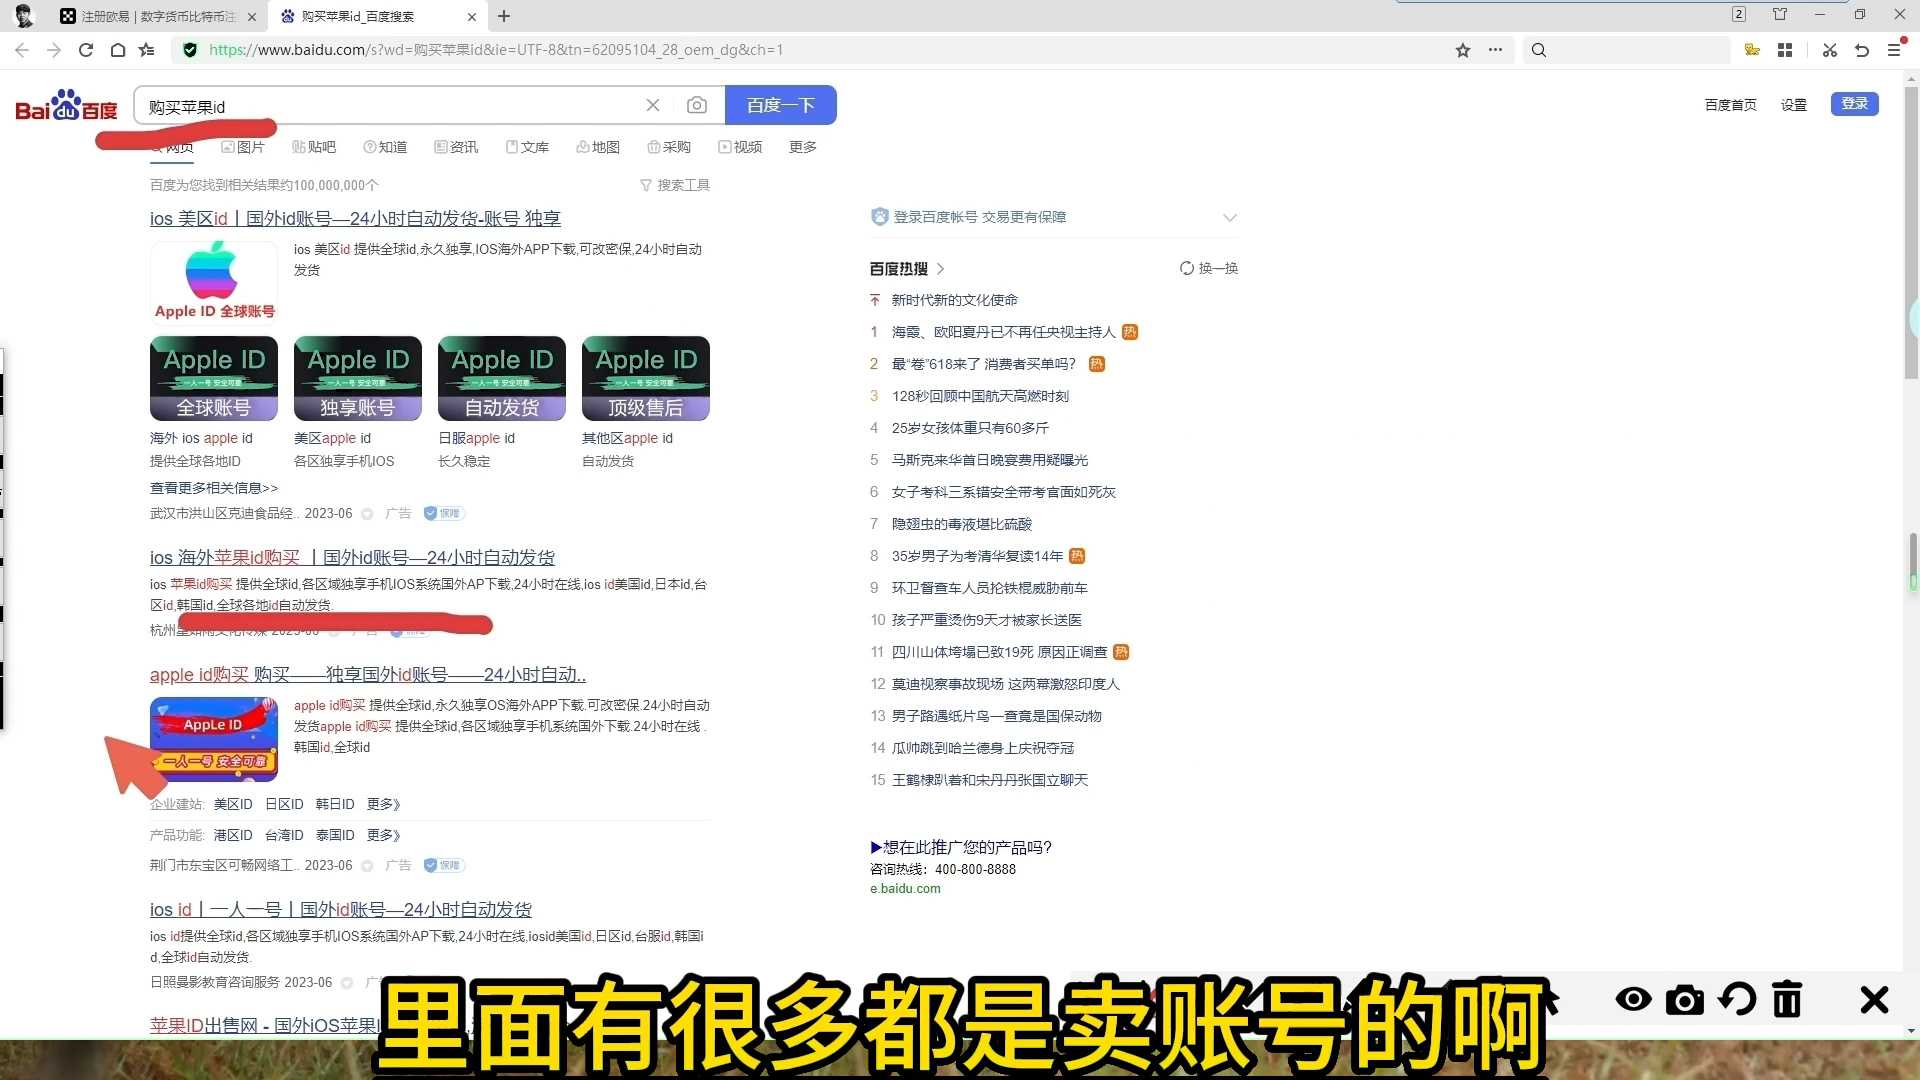 注册欧易 | 数字货币比特币注
购买苹果id_百度搜索
2
https://www.baidu.com/s?wd=购买苹果id&ie=UTF-8&tn=62095104_28_oem_dg&ch=1
Bai du 百度
购买苹果id
百度一下
百度首页 设置 登录
网页 图片 贴吧 知道 资讯 文库 地图 采购 视频 更多
百度为您找到相关结果约100,000,000个
搜索工具
ios 美区id丨国外id账号—24小时自动发货-账号 独享
Apple ID 全球账号
ios 美区id 提供全球id,永久独享,IOS海外APP下载,可改密保,24小时自动
发货
Apple ID 一人一号 安全可靠 全球账号
Apple ID 一人一号 安全可靠 独享账号
Apple ID 一人一号 安全可靠 自动发货
Apple ID 一人一号 安全可靠 顶级售后
海外 ios apple id 美区apple id 日服apple id 其他区apple id
提供全球各地ID 各区独享手机IOS 长久稳定 自动发货
查看更多相关信息>>
武汉市洪山区克迪食品经.. 2023-06 广告 保障
ios 海外苹果id购买 丨国外id账号—24小时自动发货
ios 苹果id购买 提供全球id,各区域独享手机IOS系统国外AP下载,24小时在线,ios id美国id,日本id,台
区id,韩国id,全球各地id自动发货.
apple id购买 购买——独享国外id账号——24小时自动..
AppLe ID
一人一号 安全可靠
apple id购买 提供全球id,永久独享OS海外APP下载.可改密保.24小时自动
发货apple id购买 提供全球id,各区域独享手机系统国外下载.24小时在线 .
韩国id,全球id
企业建站: 美区ID 日区ID 韩日ID 更多》
产品功能: 港区ID 台湾ID 泰国ID 更多》
荆门市东宝区可畅网络工.. 2023-06 广告 保障
ios id丨一人一号丨国外id账号—24小时自动发货
ios id提供全球id,各区域独享手机IOS系统国外AP下载,24小时在线,iosid美国id,日区id,台服id,韩国i
d,全球id自动发货.
日照曼影教育咨询服务 2023-06
苹果ID出售网 - 国外iOS苹果I
登录百度帐号 交易更有保障
百度热搜
换一换
新时代新的文化使命
1 海霞、欧阳夏丹已不再任央视主持人 热
2 最“卷”618来了 消费者买单吗? 热
3 128秒回顾中国航天高燃时刻
4 25岁女孩体重只有60多斤
5 马斯克来华首日晚宴费用疑曝光
6 女子考科三系错安全带考官面如死灰
7 隐翅虫的毒液堪比硫酸
8 35岁男子为考清华复读14年 热
9 环卫督查车人员抡铁棍威胁前车
10 孩子严重烫伤9天才被家长送医
11 四川山体垮塌已致19死 原因正调查 热
12 莫迪视察事故现场 这两幕激怒印度人
13 男子路遇纸片鸟一查竟是国保动物
14 瓜帅跳到哈兰德身上庆祝夺冠
15 王鹤棣趴着和宋丹丹张国立聊天
▶想在此推广您的产品吗?
咨询热线：400-800-8888
e.baidu.com
里面有很多都是卖账号的啊